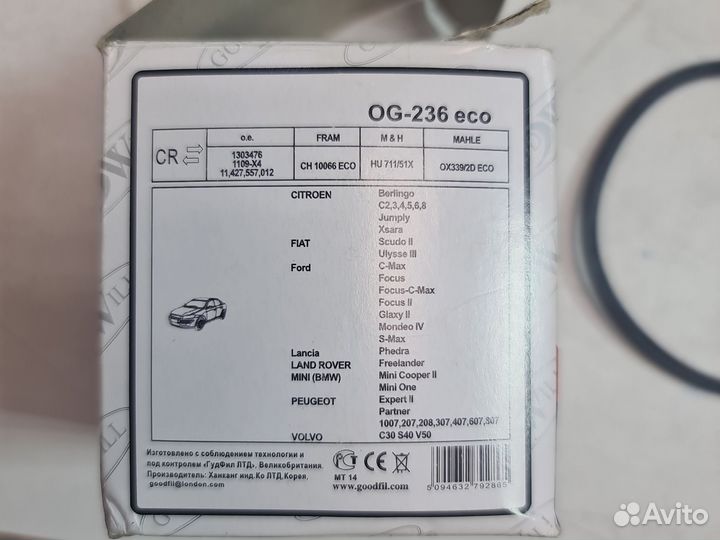 OG-236 eco
CR
o.e. FRAM M & H MAHLE
1303476
1109-X4
11,427,557,012
CH 10066 ECO
HU 711/51X
OX339/2D ECO
CITROEN Berlingo
C2,3,4,5,6,8
Jumply
Xsara
FIAT Scudo II
Ulysse III
Ford C-Max
Focus
Focus-C-Max
Focus II
Glaxy II
Mondeo IV
S-Max
Lancia Phedra
LAND ROVER Freelander
MINI (BMW) Mini Cooper II
Mini One
PEUGEOT Expert II
Partner
1007,207,208,307,407,607,807
VOLVO C30 S40 V50
Изготовлено с соблюдением технологии и
под контролем «ГудФил ЛТД», Великобритания.
Производитель: Ханканг инд.Ко ЛТД,Корея.
goodfil@london.com
МТ 14
www.goodfil.com
5 094632 792865
WILL
Avito